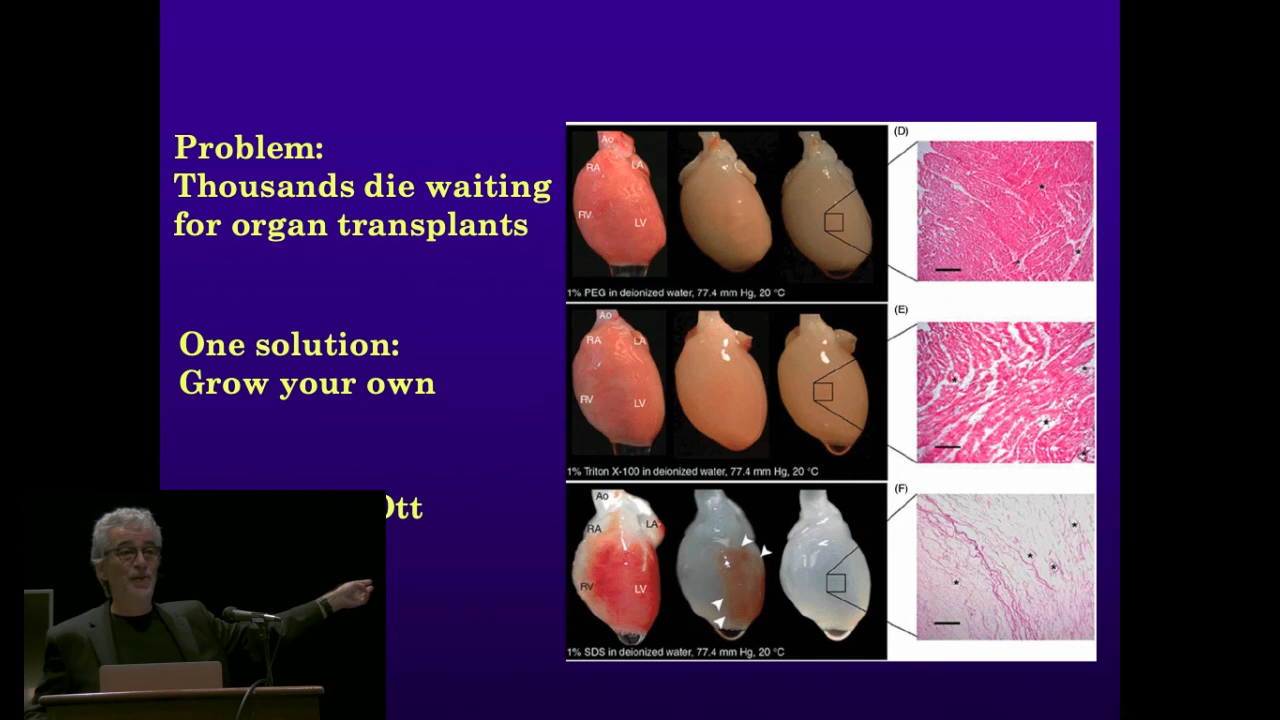 Problem:
Thousands die waiting
for organ transplants
One solution:
Grow your own
Ao
RA
LA
RV
LV
1% PEG in deionized water, 77.4 mm Hg, 20 °C
(D)
Ao
RA
LA
RV
LV
1% Triton X-100 in deionized water, 77.4 mm Hg, 20 °C
(E)
Ao
RA
LA
RV
LV
1% SDS in deionized water, 77.4 mm Hg, 20 °C
(F)